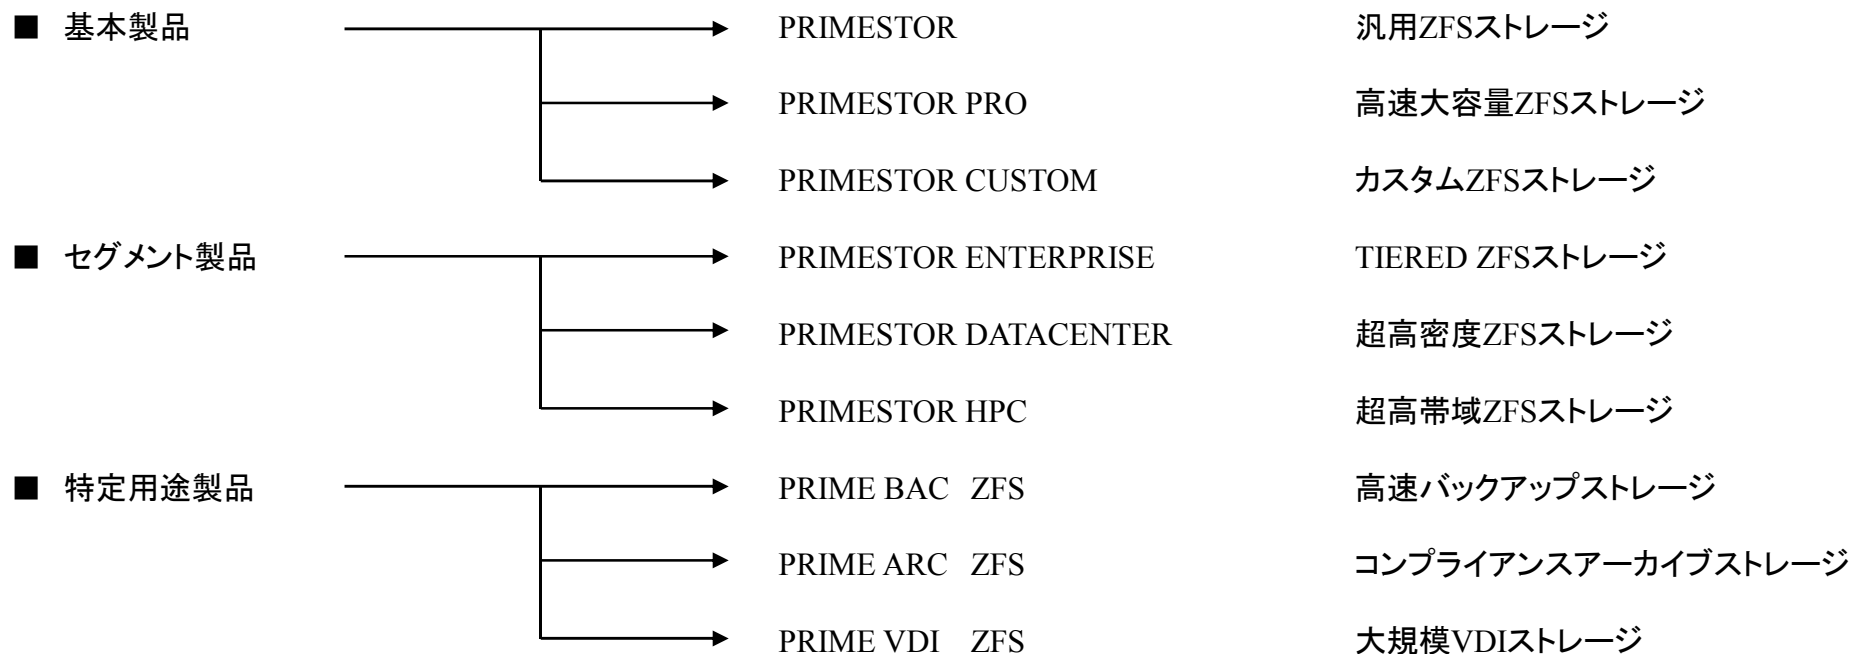 ■ 基本製品 PRIMESTOR 汎用ZFSストレージ
PRIMESTOR PRO 高速大容量ZFSストレージ
PRIMESTOR CUSTOM カスタムZFSストレージ
■ セグメント製品 PRIMESTOR ENTERPRISE TIERED ZFSストレージ
PRIMESTOR DATACENTER 超高密度ZFSストレージ
PRIMESTOR HPC 超高帯域ZFSストレージ
■ 特定用途製品 PRIME BAC ZFS 高速バックアップストレージ
PRIME ARC ZFS コンプライアンスアーカイブストレージ
PRIME VDI ZFS 大規模VDIストレージ